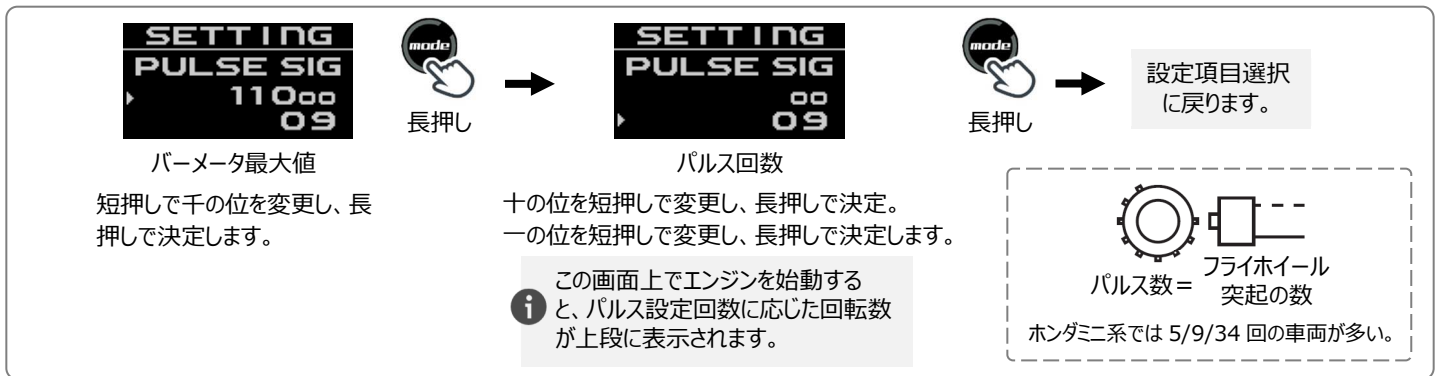 SETTING
PULSE SIG
11000
09
バーメータ最大値
短押しで千の位を変更し、長
押しで決定します。
mode
長押し
SETTING
PULSE SIG
00
09
パルス回数
十の位を短押しで変更し、長押しで決定。
一の位を短押しで変更し、長押しで決定します。
この画面上でエンジンを始動する
と、パルス設定回数に応じた回転数
が上段に表示されます。
mode
長押し
設定項目選択
に戻ります。
パルス数=
フライホイール
突起の数
ホンダミニ系では 5/9/34 回の車両が多い。